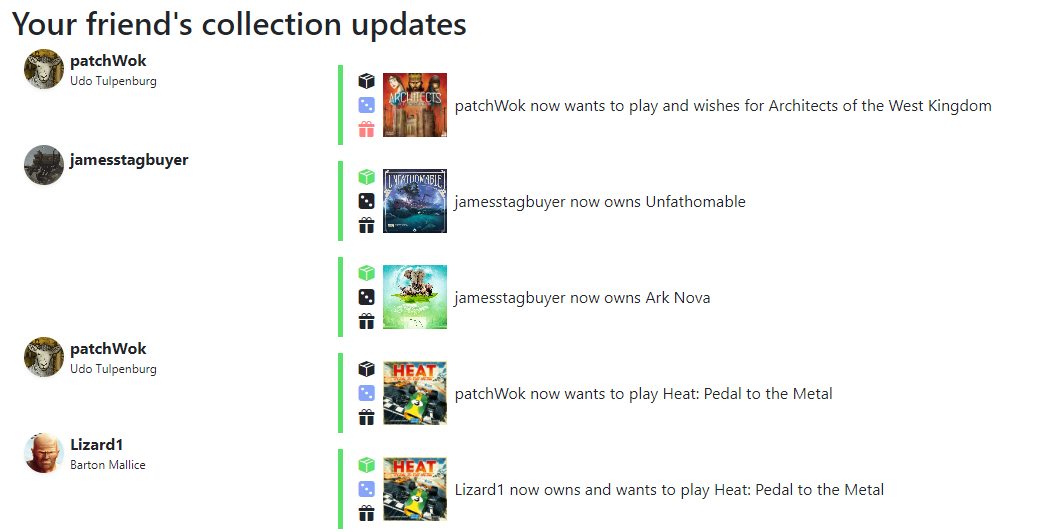 Your friend's collection updates
patchWok
Udo Tulpenburg
ARCHITECTS
patchWok now wants to play and wishes for Architects of the West Kingdom
jamesstagbuyer
UNFATHOMABLE
jamesstagbuyer now owns Unfathomable
jamesstagbuyer now owns Ark Nova
patchWok
Udo Tulpenburg
HEAT
patchWok now wants to play Heat: Pedal to the Metal
Lizard1
Barton Mallice
HEAT
Lizard1 now owns and wants to play Heat: Pedal to the Metal